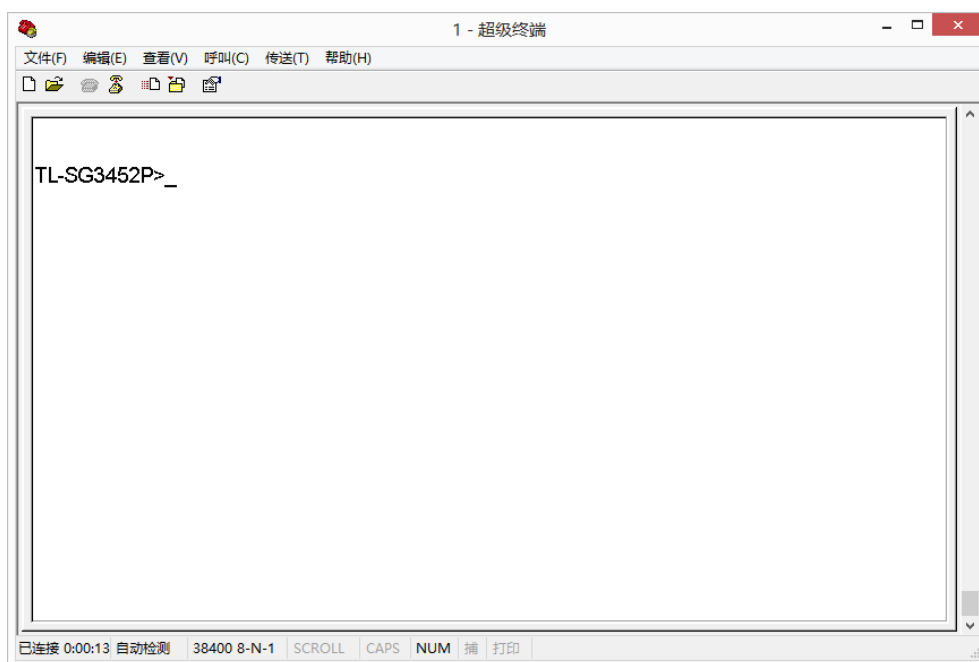 1 - 超级终端
文件(F) 编辑(E) 查看(V) 呼叫(C) 传送(T) 帮助(H)
TL-SG3452P>_
已连接 0:00:13 自动检测 38400 8-N-1 SCROLL CAPS NUM 捕 打印